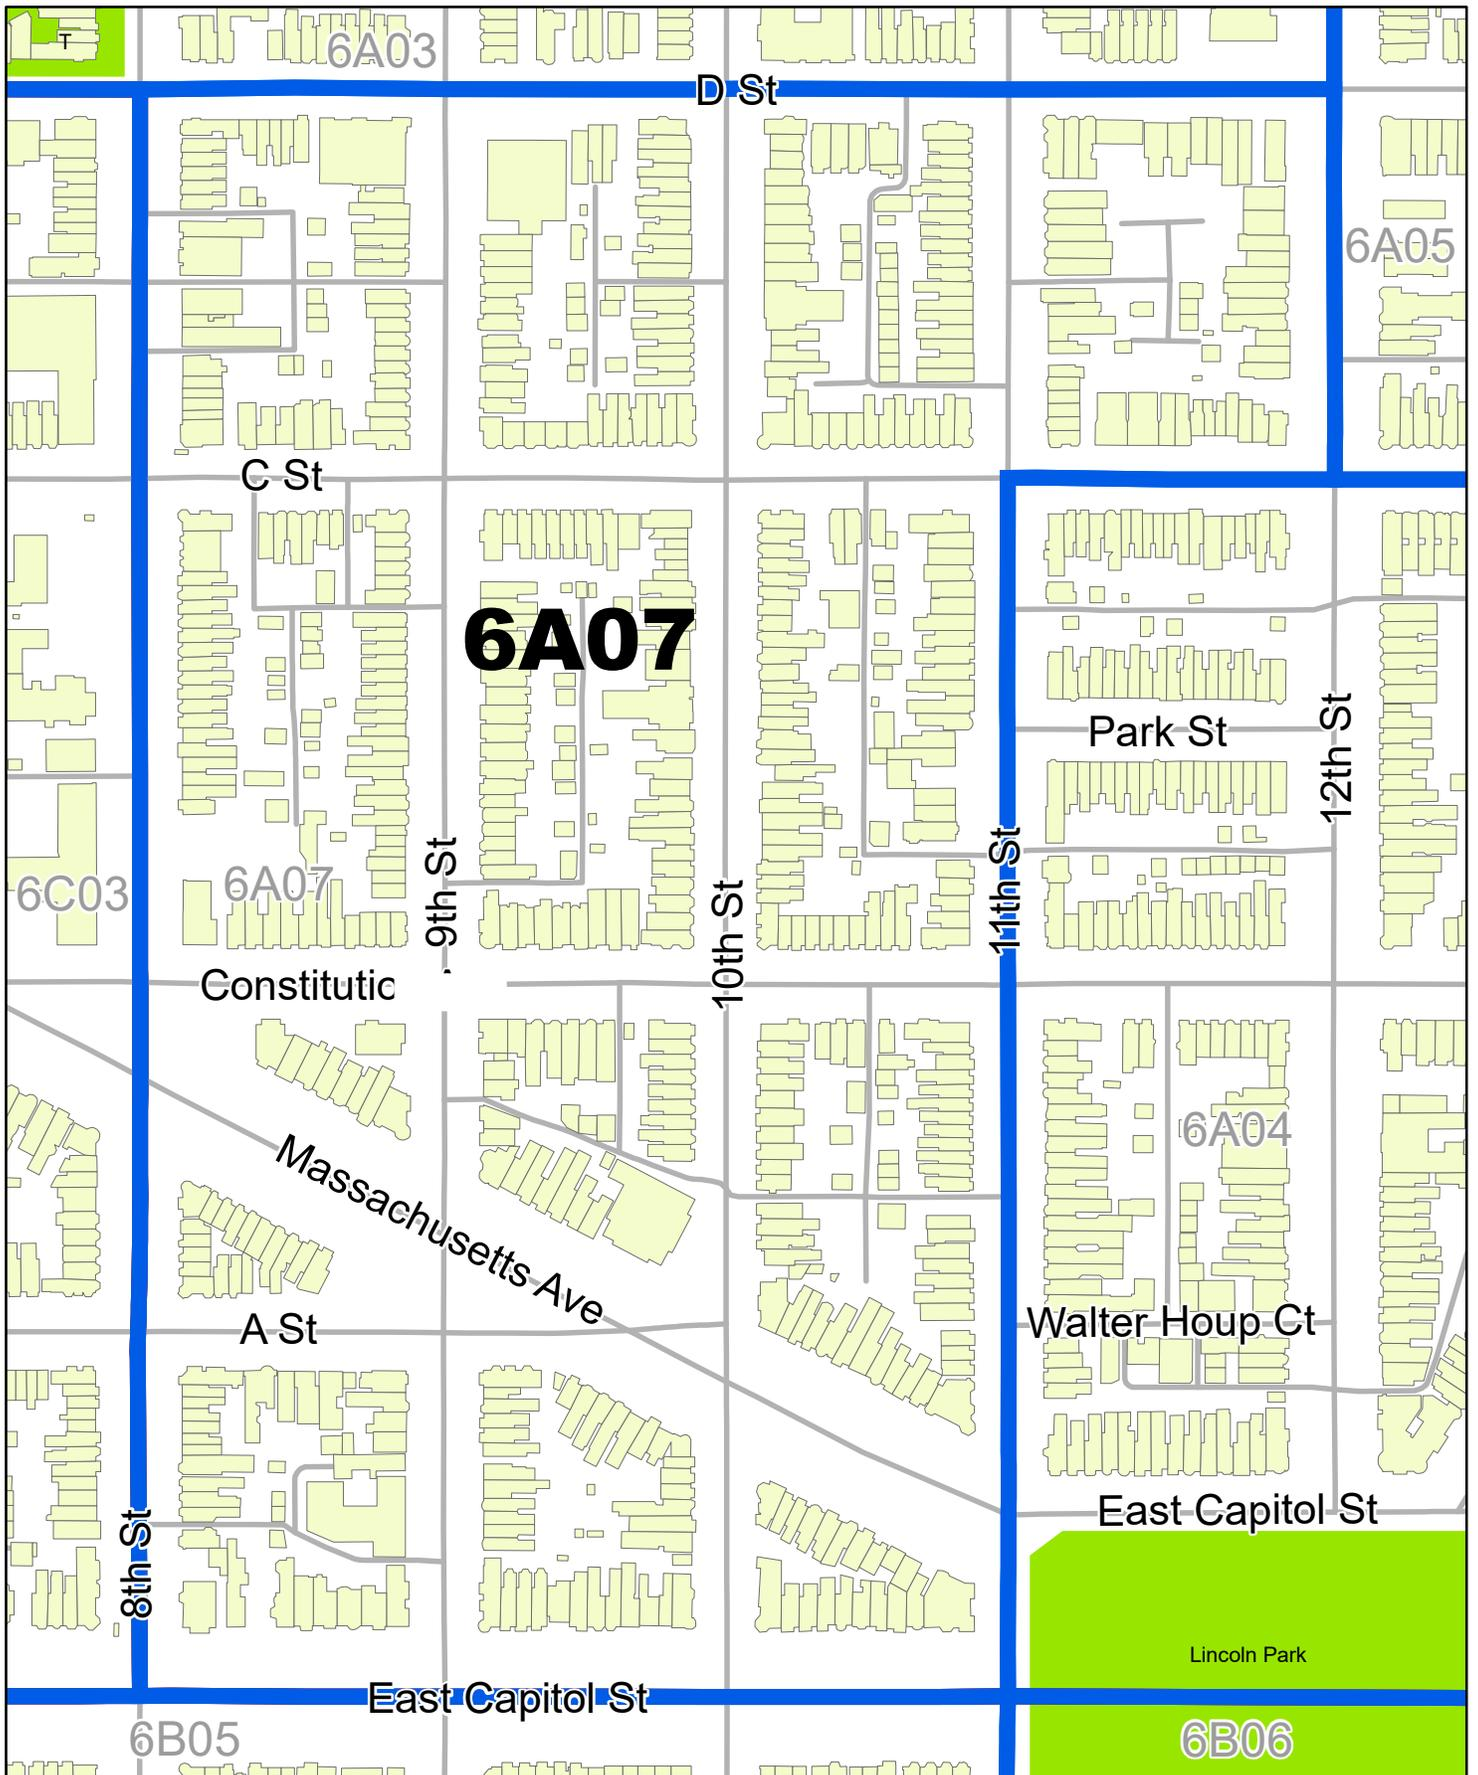 T
6A03
D St
6A05
C St
6A07
Park St
12th St
9th St
11th St
6C03
6A07
10th St
Constitutio
6A04
Massachusetts Ave
A St
Walter Houp Ct
East Capitol St
8th St
Lincoln Park
East Capitol St
6B05
6B06